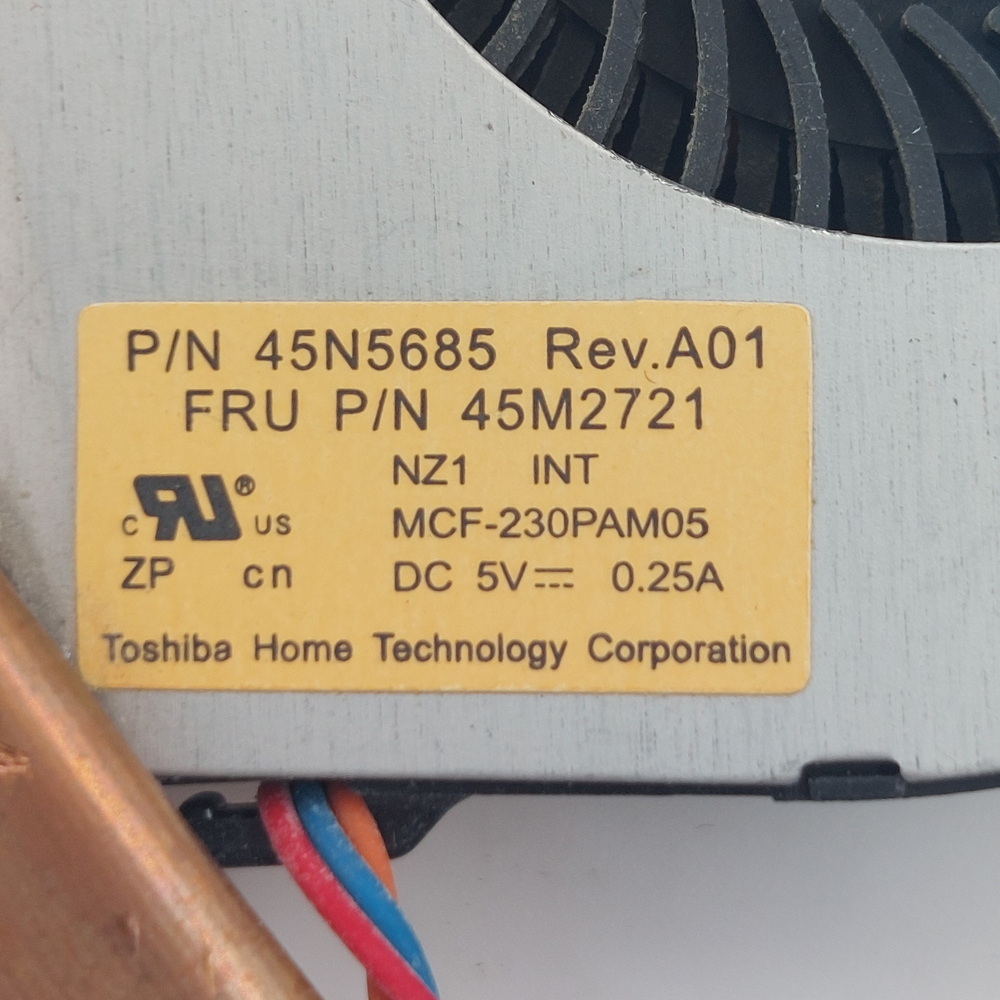 P/N 45N5685 Rev.A01
FRU P/N 45M2721
NZ1 INT
c RU ® US MCF-230PAM05
ZP cn DC 5V⎓ 0.25A
Toshiba Home Technology Corporation